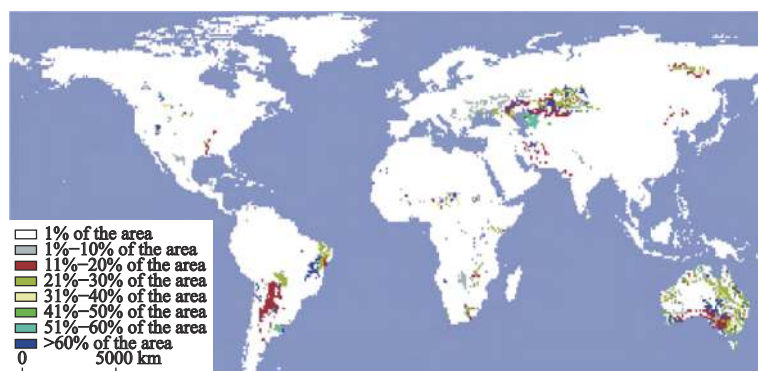 1% of the area
1%–10% of the area
11%–20% of the area
21%–30% of the area
31%–40% of the area
41%–50% of the area
51%–60% of the area
>60% of the area
0 5000 km